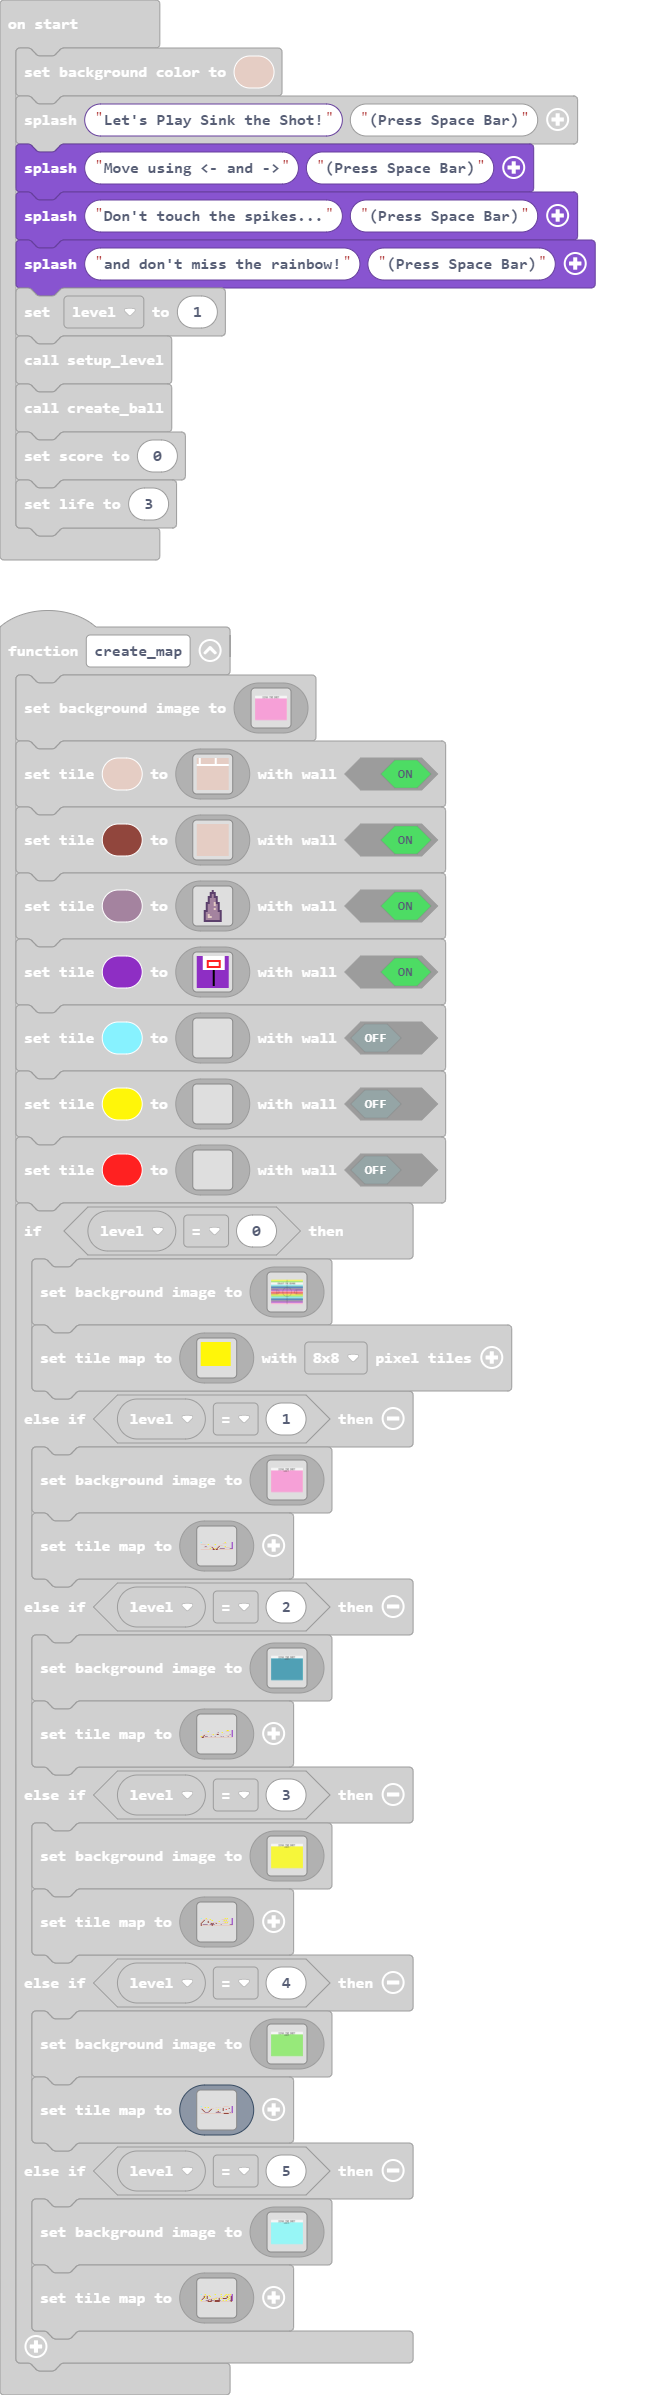 on start
set background color to
splash "Let's Play Sink the Shot!" "(Press Space Bar)"
splash "Move using <- and ->" "(Press Space Bar)"
splash "Don't touch the spikes..." "(Press Space Bar)"
splash "and don't miss the rainbow!" "(Press Space Bar)"
set level to 1
call setup_level
call create_ball
set score to 0
set life to 3
function create_map
set background image to
set tile to with wall ON
set tile to with wall ON
set tile to with wall ON
set tile to with wall ON
set tile to with wall OFF
set tile to with wall OFF
set tile to with wall OFF
if level = 0 then
set background image to
set tile map to with 8x8 pixel tiles
else if level = 1 then
set background image to
set tile map to
else if level = 2 then
set background image to
set tile map to
else if level = 3 then
set background image to
set tile map to
else if level = 4 then
set background image to
set tile map to
else if level = 5 then
set background image to
set tile map to